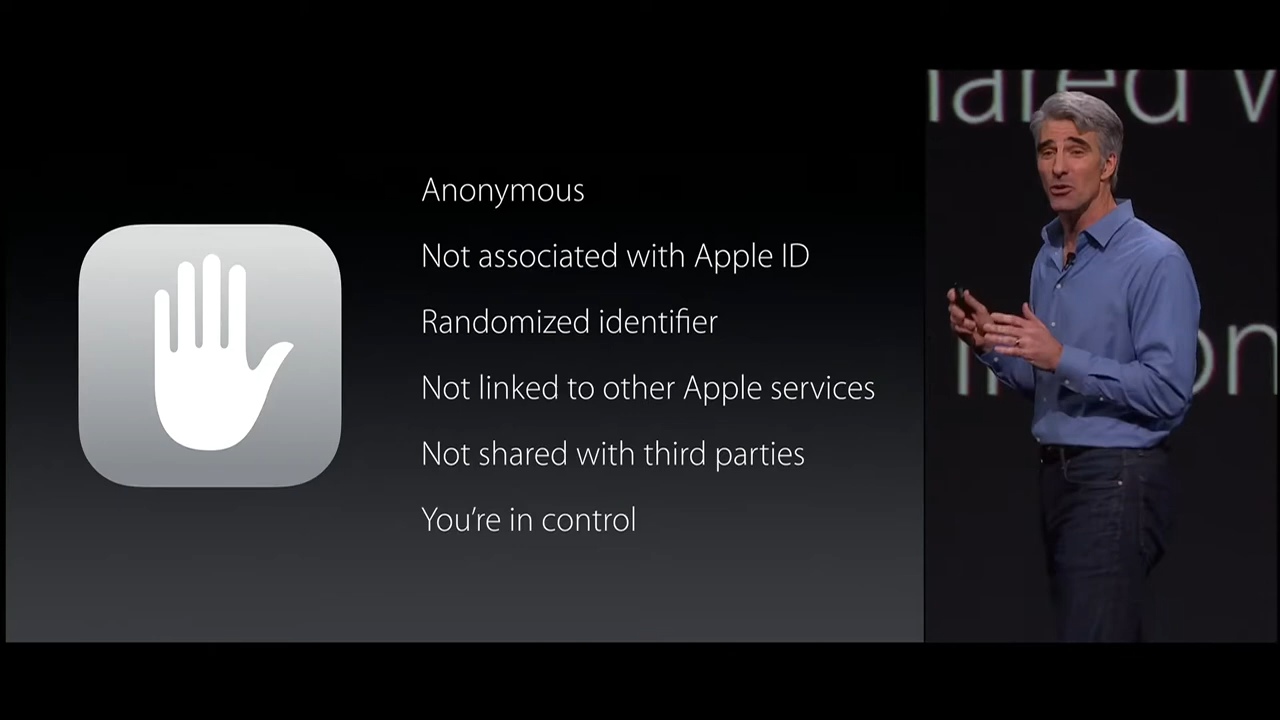 Anonymous
Not associated with Apple ID
Randomized identifier
Not linked to other Apple services
Not shared with third parties
You're in control